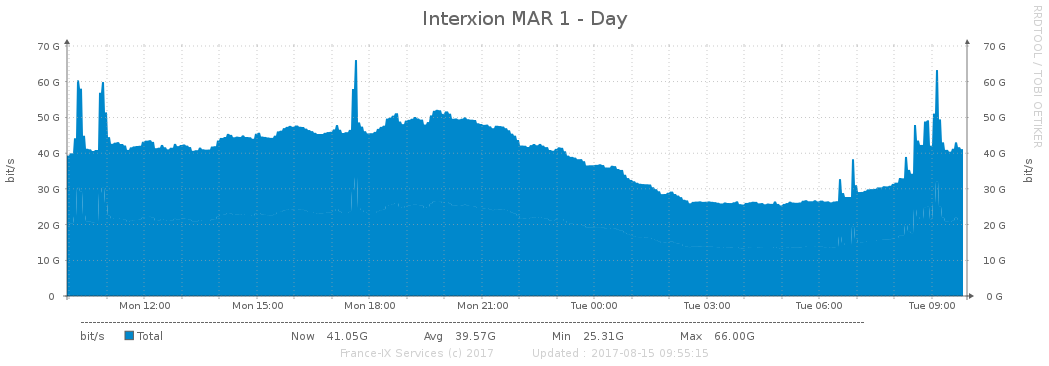 Interxion MAR 1 - Day
RRDTOOL / TOBI OETIKER
70 G 70 G
60 G 60 G
50 G 50 G
40 G 40 G
30 G 30 G
20 G 20 G
10 G 10 G
0 0 G
bit/s bit/s
Mon 12:00 Mon 15:00 Mon 18:00 Mon 21:00 Tue 00:00 Tue 03:00 Tue 06:00 Tue 09:00
bit/s Total Now 41.05G Avg 39.57G Min 25.31G Max 66.00G
France-IX Services (c) 2017 Updated : 2017-08-15 09:55:15